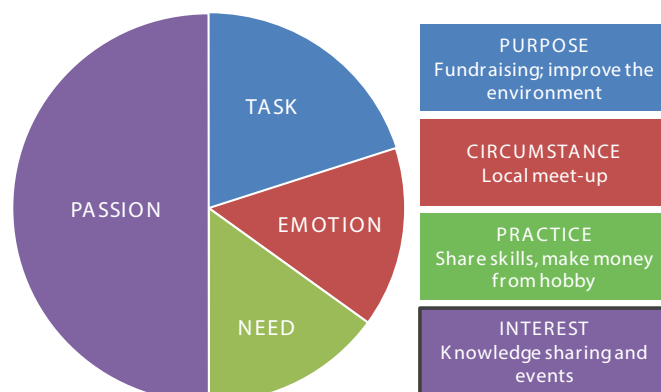 TASK
EMOTION
NEED
PASSION
PURPOSE
Fundraising; improve the
environment
CIRCUMSTANCE
Local meet-up
PRACTICE
Share skills, make money
from hobby
INTEREST
Knowledge sharing and
events